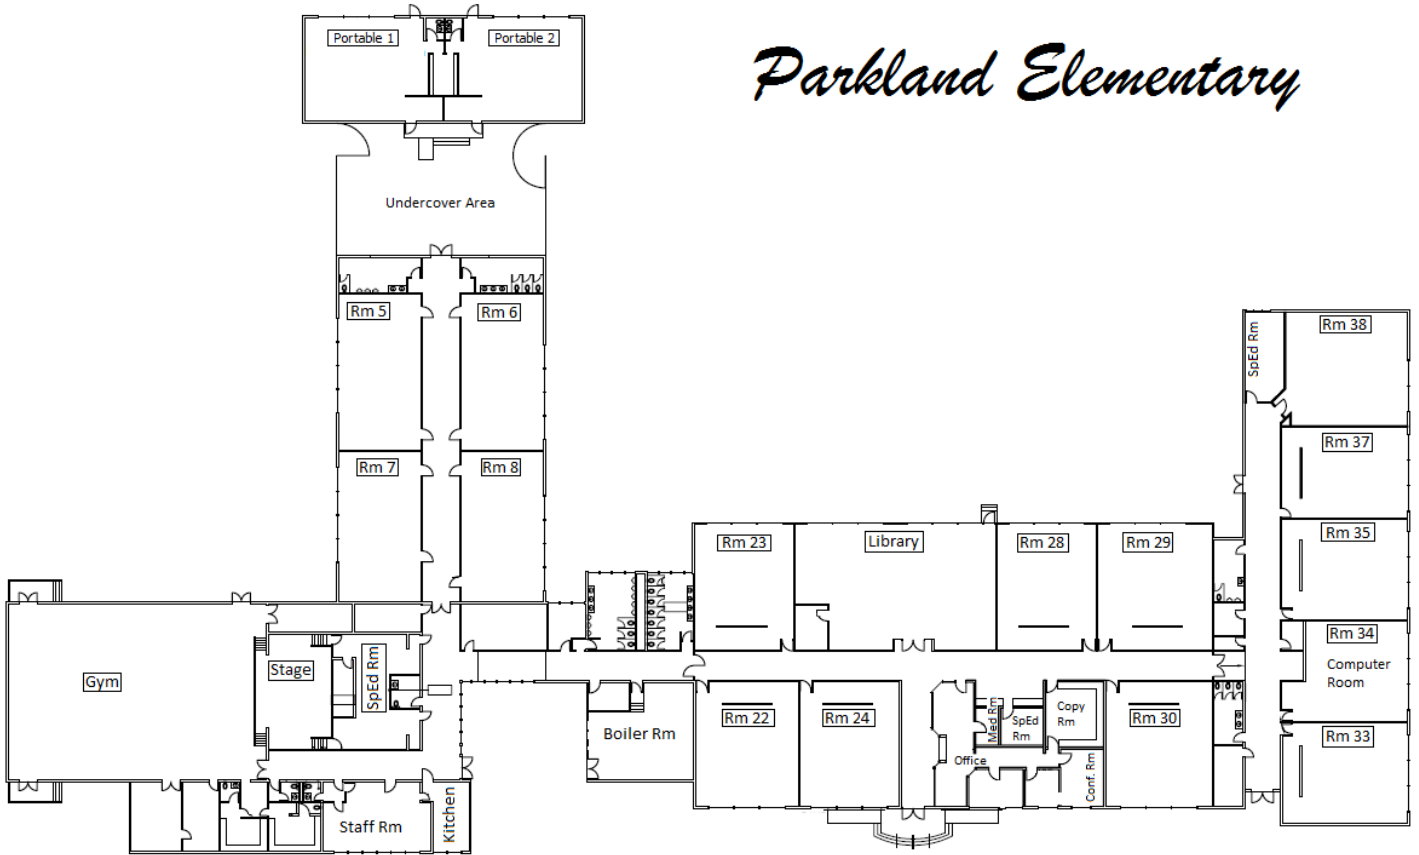 Parkland Elementary
Portable 1
Portable 2
Undercover Area
Rm 5
Rm 6
Rm 7
Rm 8
SpEd Rm
Rm 38
Rm 37
Rm 35
Rm 34
Computer
Room
Rm 33
Rm 23
Library
Rm 28
Rm 29
Gym
Stage
SpEd Rm
Boiler Rm
Rm 22
Rm 24
Med Rm
SpEd
Rm
Copy
Rm
Rm 30
Office
Conf. Rm
Staff Rm
Kitchen